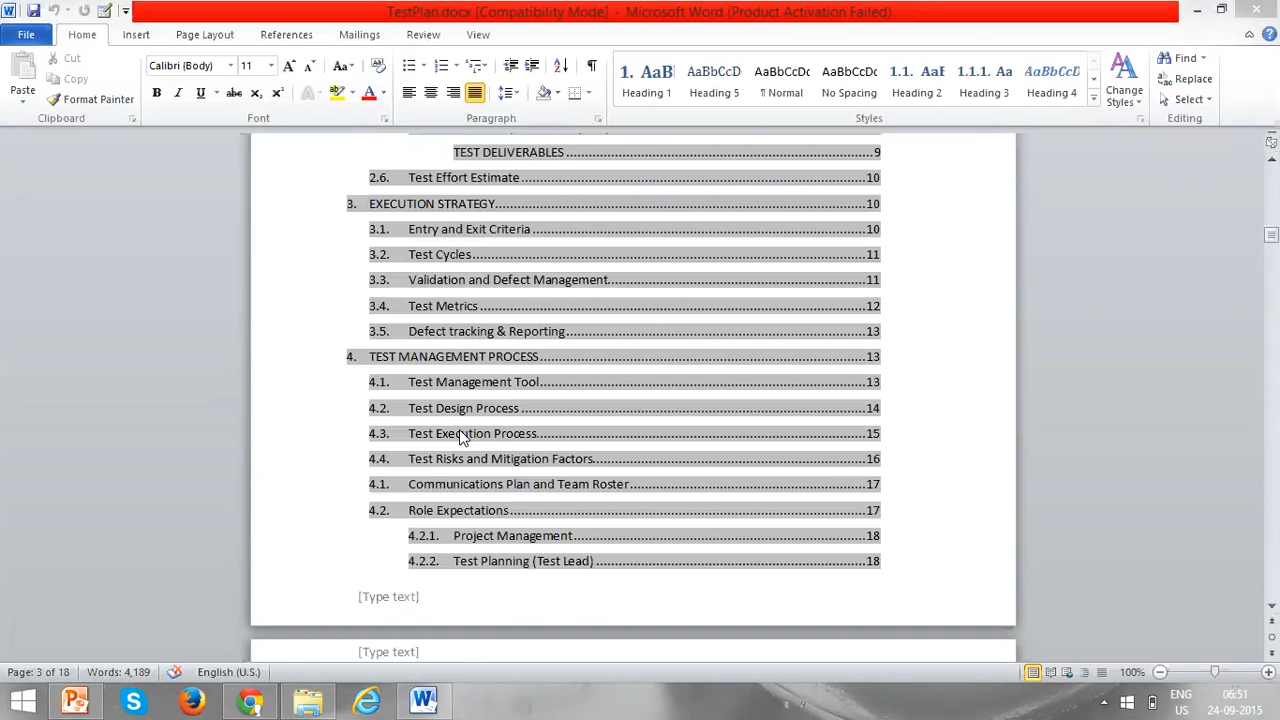 TestPlan.docx [Compatibility Mode] - Microsoft Word (Product Activation Failed)
File Home Insert Page Layout References Mailings Review View
Cut
Copy
Paste
Format Painter
Clipboard
Calibri (Body) 11
Font
Paragraph
1. AaBl AaBbCcD AaBbCcDc AaBbCcDc 1.1. AaB 1.1.1. Aa AaBbCcD
Heading 1 Heading 5 ¶ Normal No Spacing Heading 2 Heading 3 Heading 4
Styles
Change
Styles
Find
Replace
Select
Editing
TEST DELIVERABLES 9
2.6. Test Effort Estimate 10
3. EXECUTION STRATEGY 10
3.1. Entry and Exit Criteria 10
3.2. Test Cycles 11
3.3. Validation and Defect Management 11
3.4. Test Metrics 12
3.5. Defect tracking & Reporting 13
4. TEST MANAGEMENT PROCESS 13
4.1. Test Management Tool 13
4.2. Test Design Process 14
4.3. Test Execution Process 15
4.4. Test Risks and Mitigation Factors 16
4.1. Communications Plan and Team Roster 17
4.2. Role Expectations 17
4.2.1. Project Management 18
4.2.2. Test Planning (Test Lead) 18
[Type text]
[Type text]
Page: 3 of 18 Words: 4,189 English (U.S.) 100%
ENG
US
06:51
24-09-2015